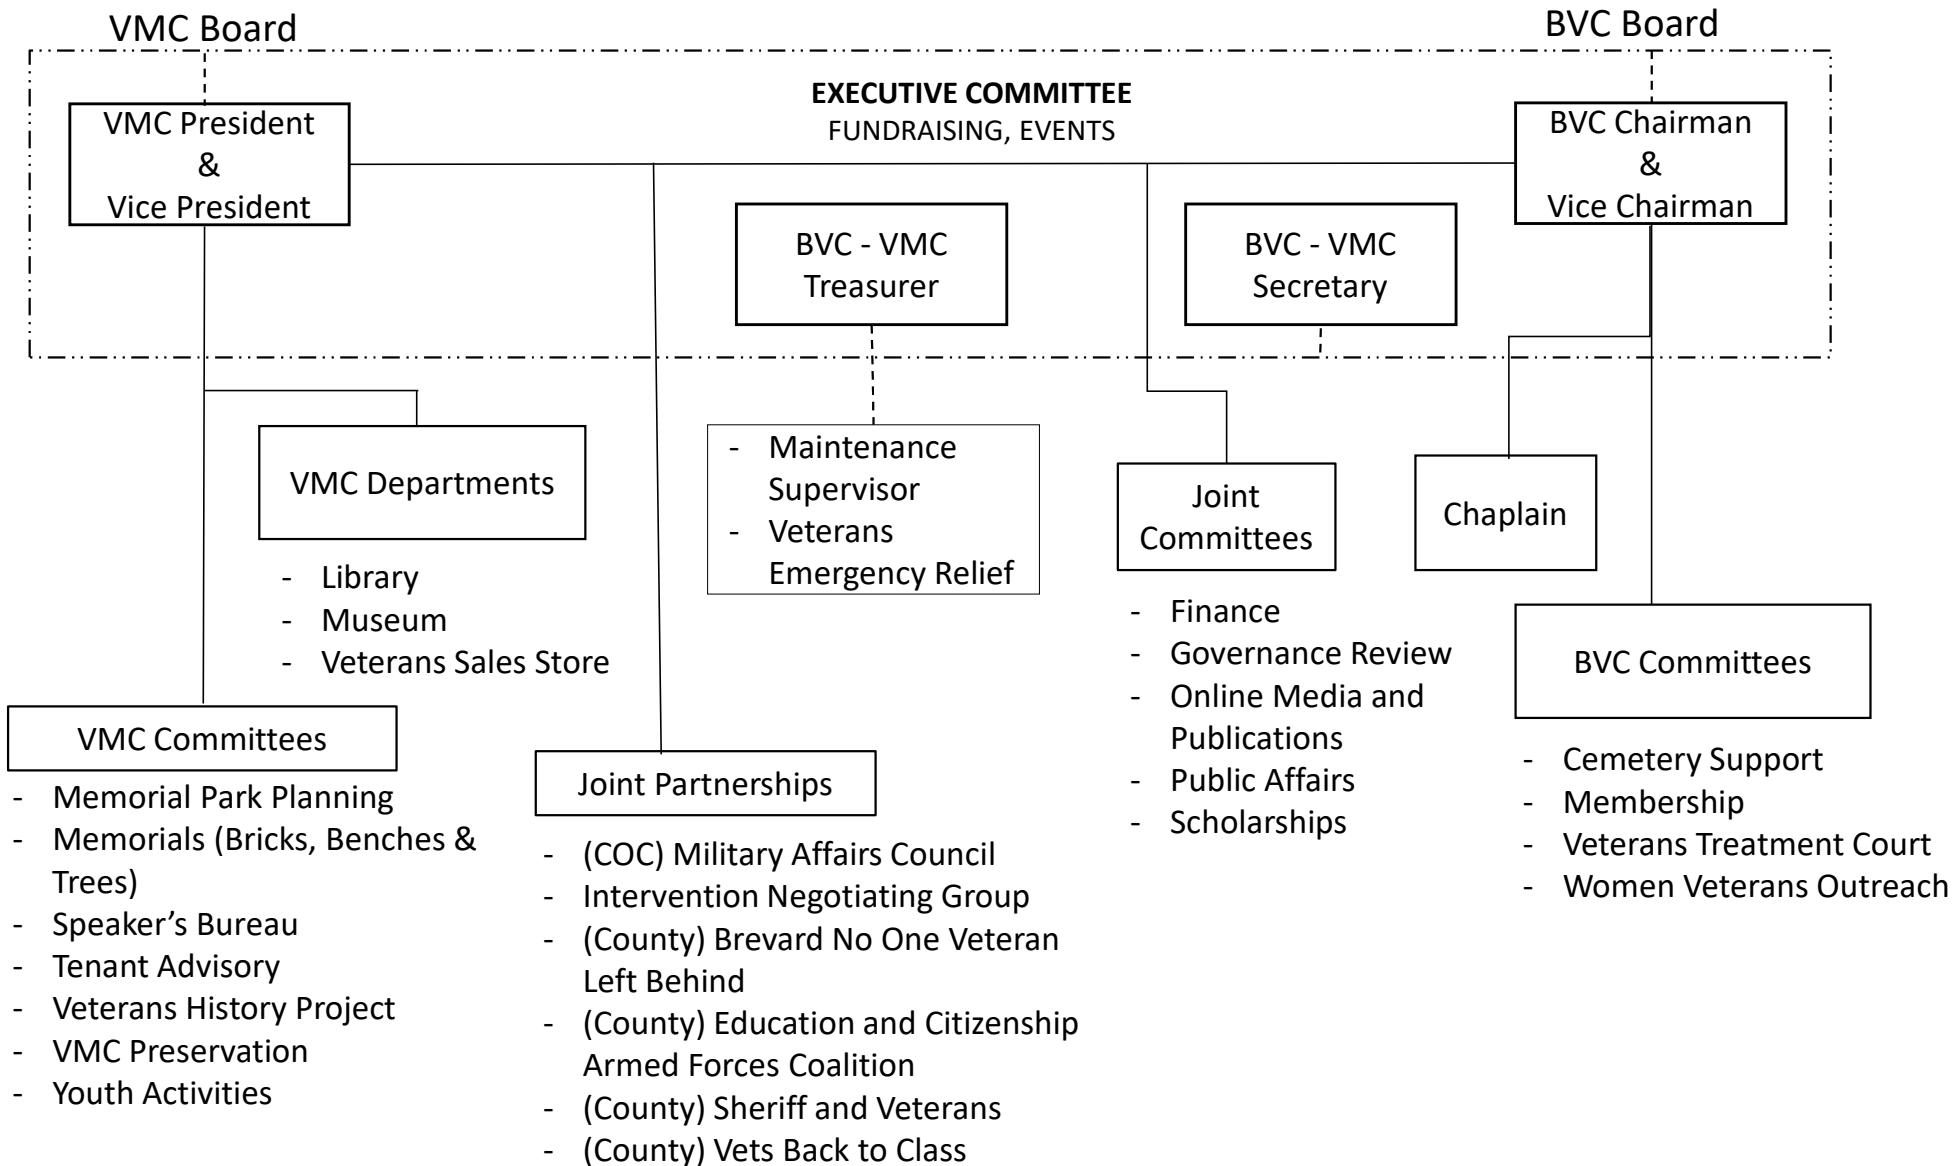 VMC Board
BVC Board
EXECUTIVE COMMITTEE
FUNDRAISING, EVENTS
VMC President
&
Vice President
BVC Chairman
&
Vice Chairman
BVC - VMC
Treasurer
BVC - VMC
Secretary
VMC Departments
- Library
- Museum
- Veterans Sales Store
- Maintenance
Supervisor
- Veterans
Emergency Relief
Joint
Committees
- Finance
- Governance Review
- Online Media and
Publications
- Public Affairs
- Scholarships
Chaplain
BVC Committees
- Cemetery Support
- Membership
- Veterans Treatment Court
- Women Veterans Outreach
VMC Committees
- Memorial Park Planning
- Memorials (Bricks, Benches &
Trees)
- Speaker’s Bureau
- Tenant Advisory
- Veterans History Project
- VMC Preservation
- Youth Activities
Joint Partnerships
- (COC) Military Affairs Council
- Intervention Negotiating Group
- (County) Brevard No One Veteran
Left Behind
- (County) Education and Citizenship
Armed Forces Coalition
- (County) Sheriff and Veterans
- (County) Vets Back to Class